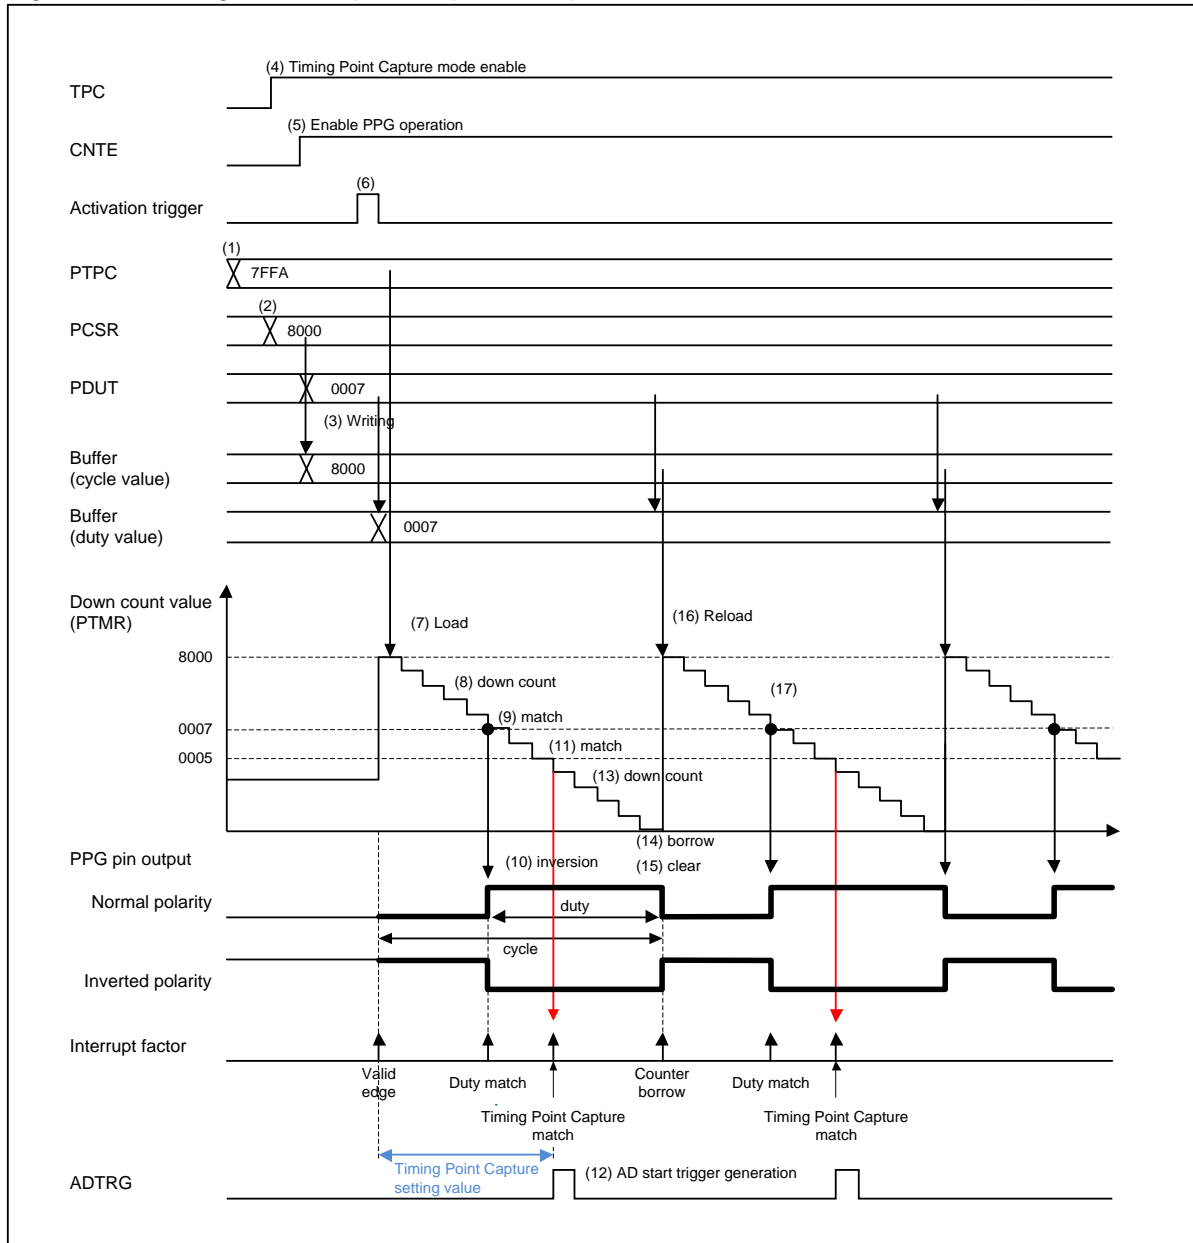 (4) Timing Point Capture mode enable
TPC
(5) Enable PPG operation
CNTE
(6)
Activation trigger
(1)
PTPC
7FFA
(2)
PCSR
8000
PDUT
0007
(3) Writing
Buffer
(cycle value)
8000
Buffer
(duty value)
0007
Down count value
(PTMR)
(7) Load
(16) Reload
8000
(8) down count
(17)
(9) match
0007
(11) match
0005
(13) down count
(14) borrow
PPG pin output
(10) inversion
(15) clear
Normal polarity
duty
cycle
Inverted polarity
Interrupt factor
Valid
edge
Duty match
Counter
borrow
Duty match
Timing Point Capture
match
Timing Point Capture
match
Timing Point Capture
setting value
(12) AD start trigger generation
ADTRG